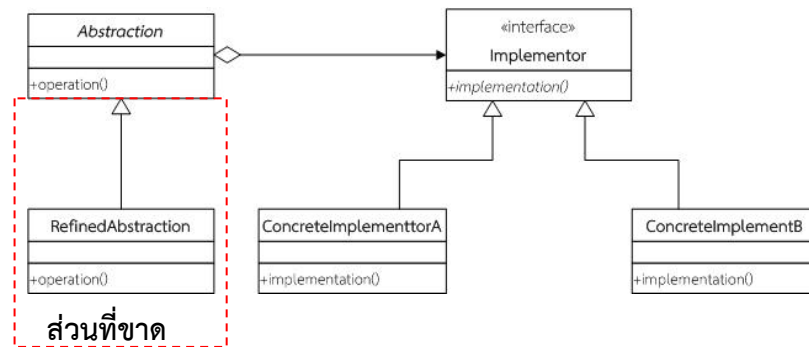 Abstraction
+operation()
«interface»
Implementor
+implementation()
RefinedAbstraction
+operation()
ConcreteImplementtorA
+implementation()
ConcreteImplementB
+implementation()
ส่วนที่ขาด